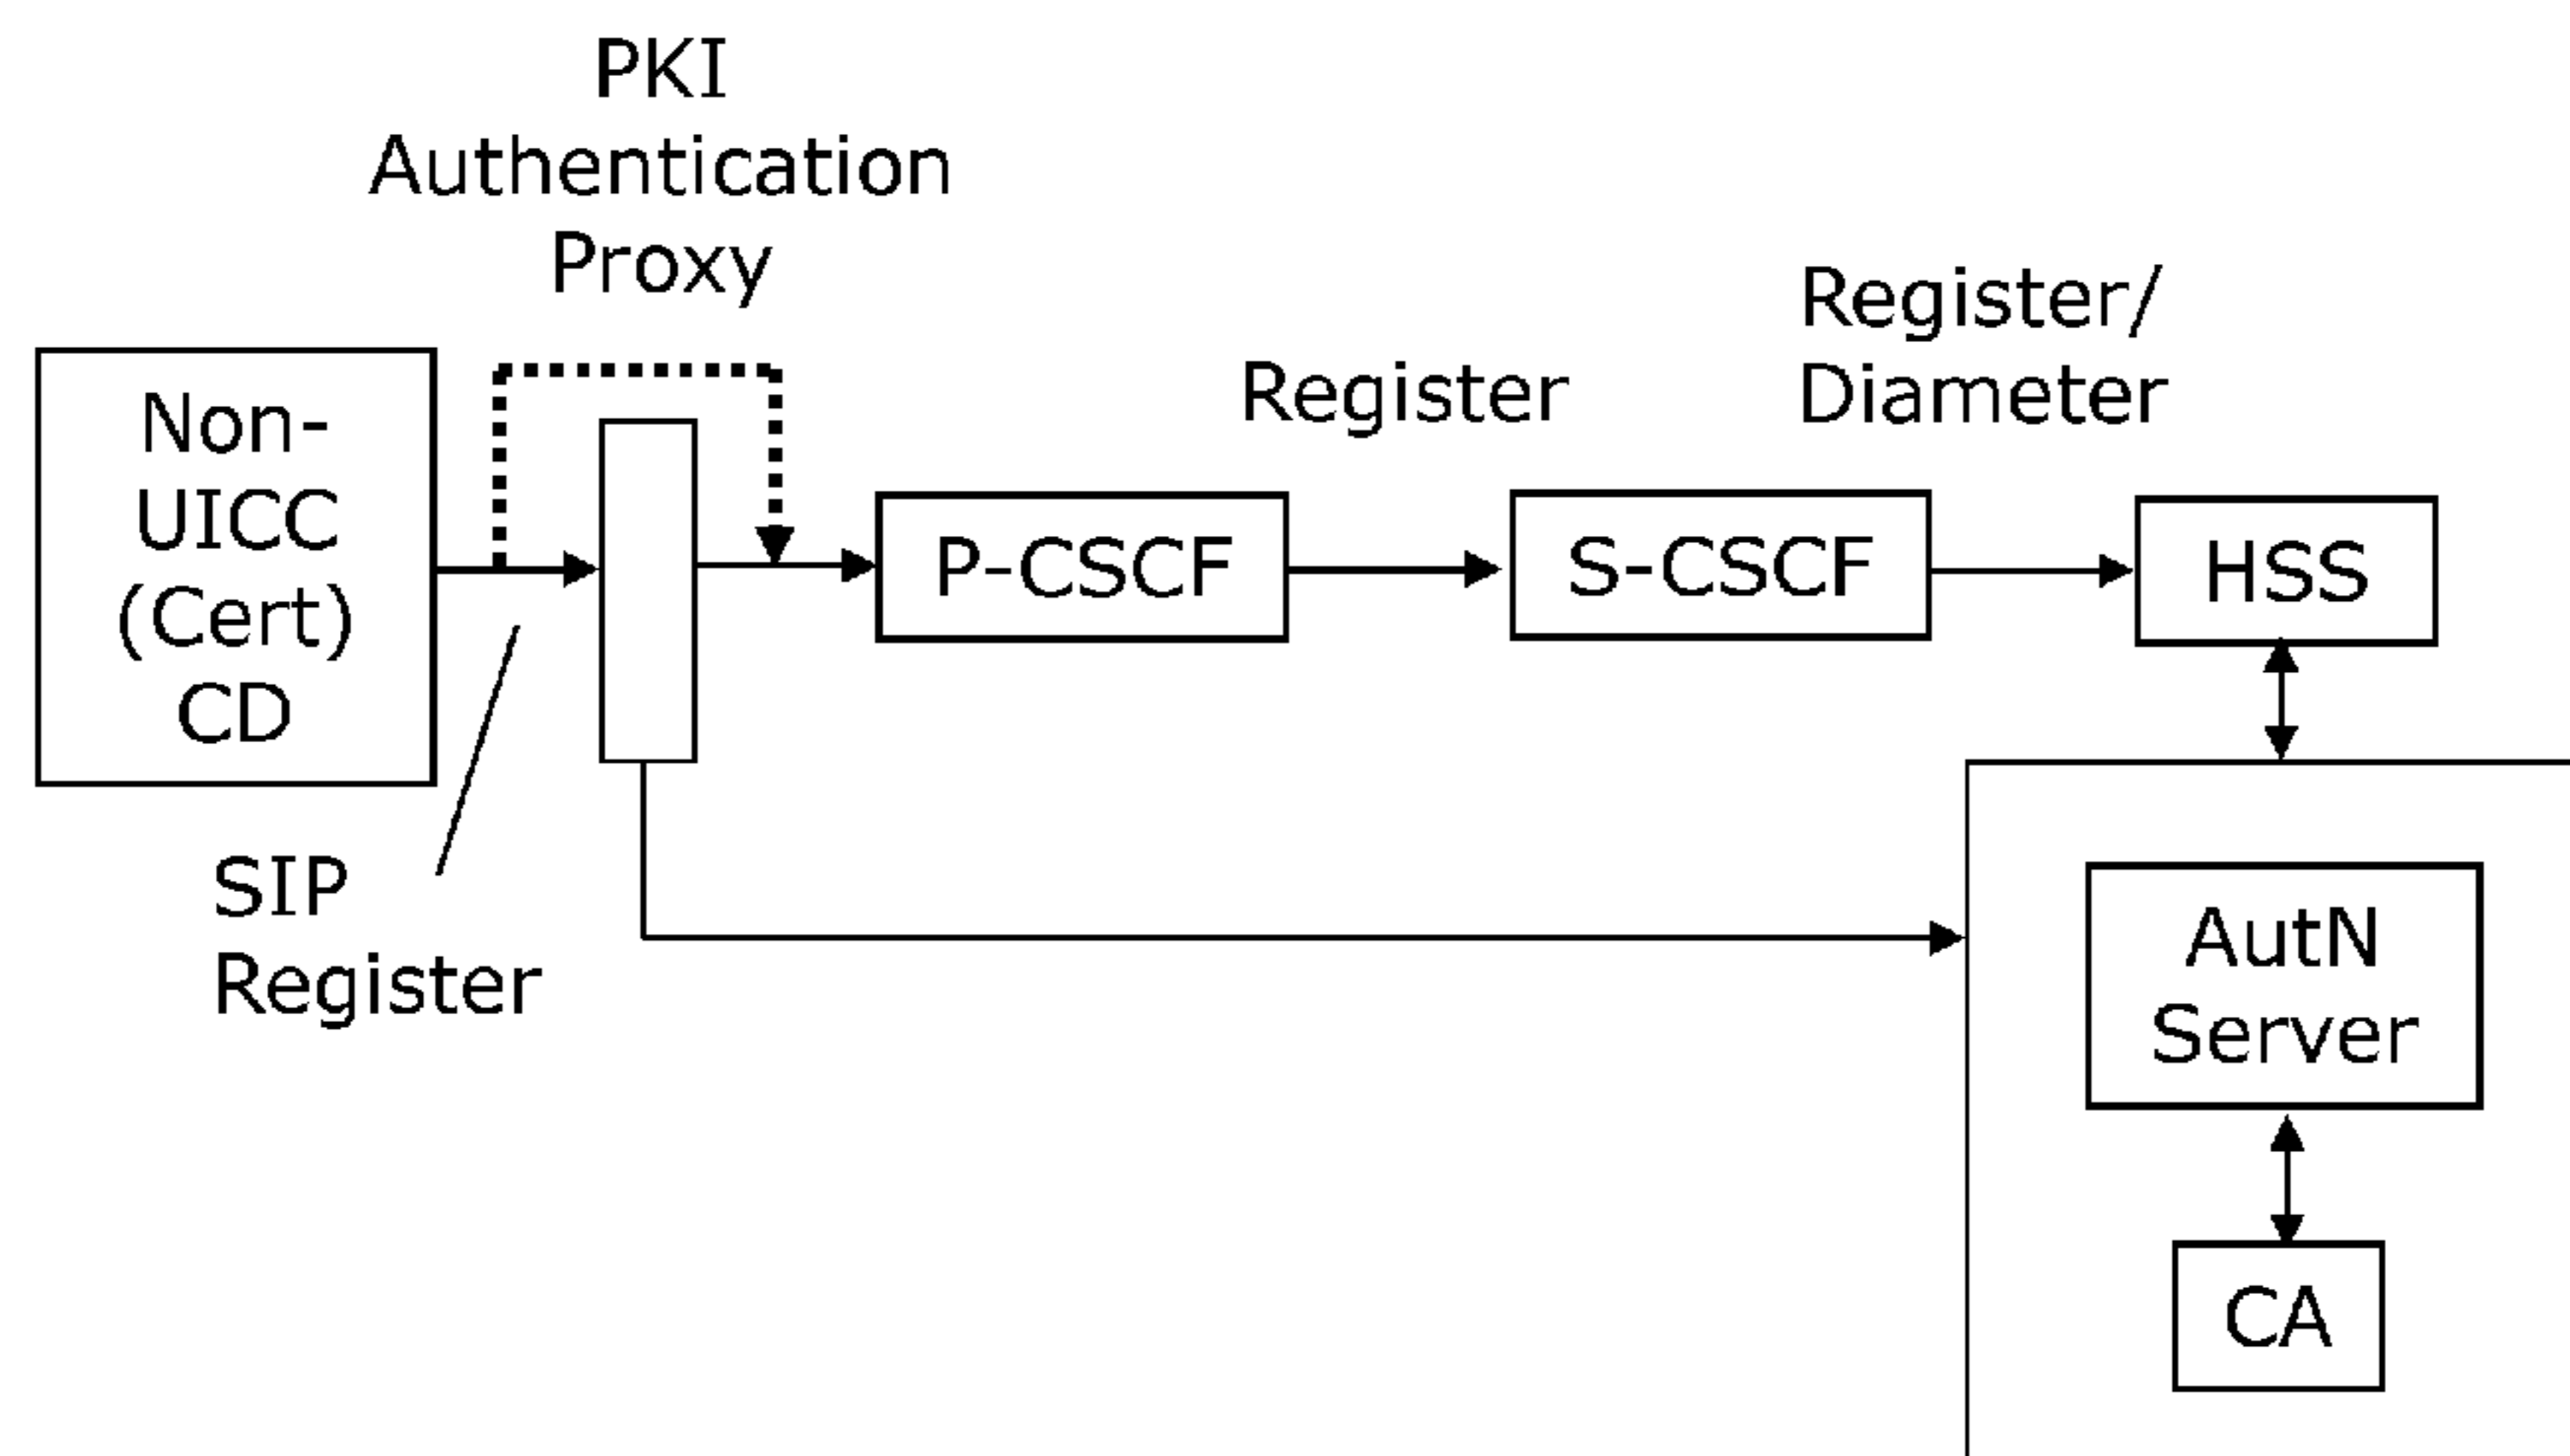 PKI
Authentication
Proxy
Register/
Diameter
Register
Non-
UICC
(Cert)
CD
P-CSCF
S-CSCF
HSS
SIP
Register
AutN
Server
CA